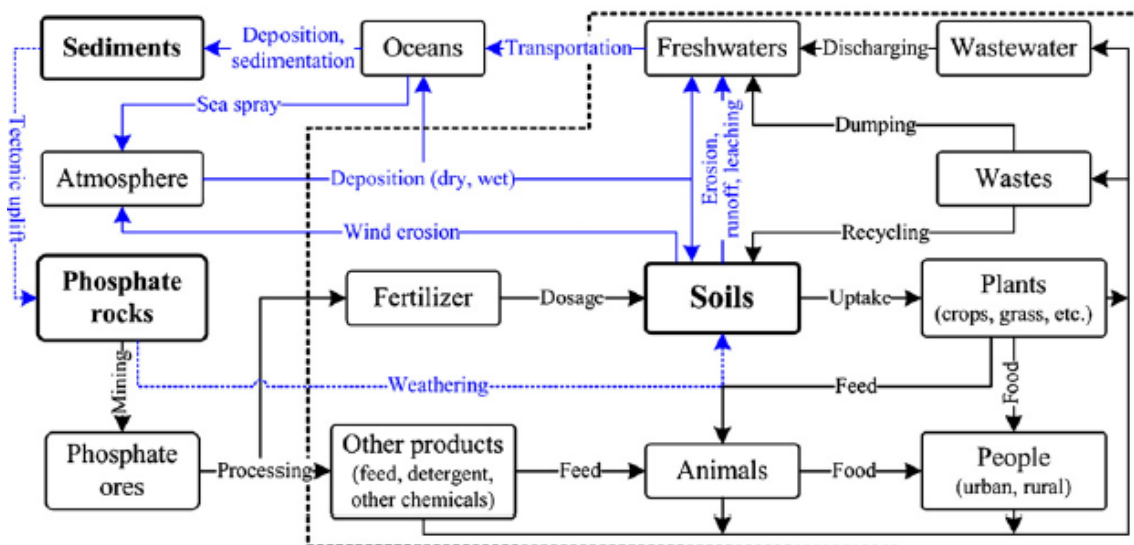 Sediments
Deposition,
sedimentation
Oceans
Transportation
Freshwaters
Discharging
Wastewater
Sea spray
Dumping
Tectonic uplift
Atmosphere
Deposition (dry, wet)
Erosion,
runoff, leaching
Wastes
Wind erosion
Recycling
Phosphate
rocks
Fertilizer
Dosage
Soils
Uptake
Plants
(crops, grass, etc.)
Mining
Weathering
Feed
Food
Phosphate
ores
Processing
Other products
(feed, detergent,
other chemicals)
Feed
Animals
Food
People
(urban, rural)